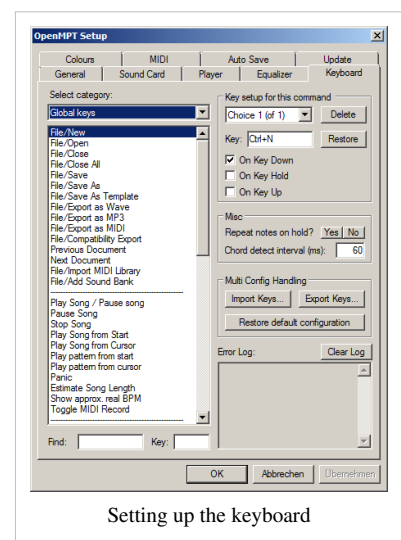 OpenMPT Setup
Colours MIDI Auto Save Update
General Sound Card Player Equalizer Keyboard
Select category:
Global keys
File/New
File/Open
File/Close
File/Close All
File/Save
File/Save As
File/Save As Template
File/Export as Wave
File/Export as MP3
File/Export as MIDI
File/Compatibility Export
Previous Document
Next Document
File/Import MIDI Library
File/Add Sound Bank
Play Song / Pause song
Pause Song
Stop Song
Play Song from Start
Play Song from Cursor
Play pattern from start
Play pattern from cursor
Panic
Estimate Song Length
Show approx. real BPM
Toggle MIDI Record
Find: Key:
Key setup for this command
Choice 1 (of 1) Delete
Key: Ctrl+N Restore
On Key Down
On Key Hold
On Key Up
Misc
Repeat notes on hold? Yes No
Chord detect interval (ms): 60
Multi Config Handling
Import Keys... Export Keys...
Restore default configuration
Error Log: Clear Log
OK Abbrechen Übernehmen
Setting up the keyboard